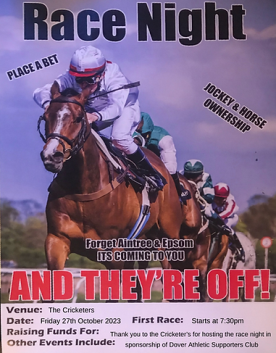 Race Night
PLACE A BET
JOCKEY & HORSE
OWNERSHIP
Forget Aintree & Epsom
ITS COMING TO YOU
AND THEY'RE OFF!
Venue: The Cricketers
Date: Friday 27th October 2023 First Race: Starts at 7:30pm
Raising Funds For: Thank you to the Cricketer's for hosting the race night in
Other Events Include: sponsorship of Dover Athletic Supporters Club